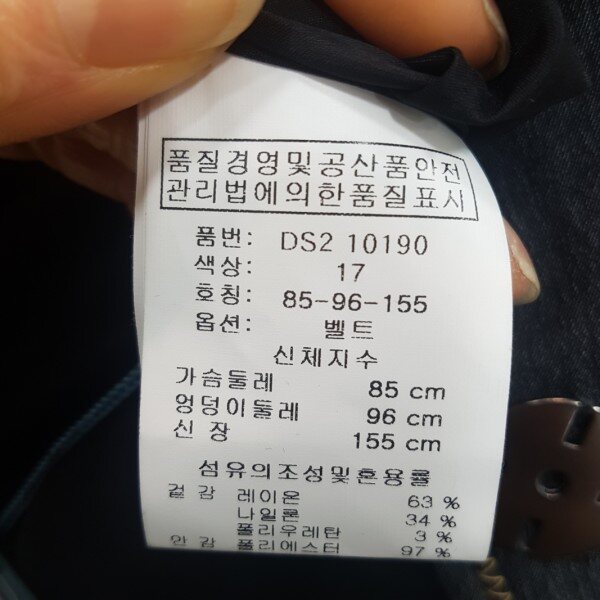 품질경영및공산품안전
관리법에의한품질표시
품번: DS2 10190
색상: 17
호칭: 85-96-155
옵션: 벨트
신체지수
가슴둘레 85 cm
엉덩이둘레 96 cm
신 장 155 cm
섬유의조성및혼용률
겉 감 레이온 63 %
나일론 34 %
폴리우레탄 3 %
안 감 폴리에스터 97 %